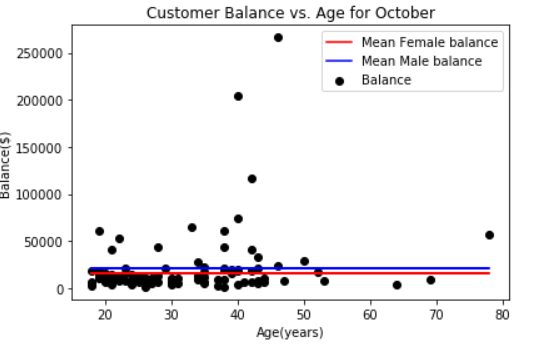 Customer Balance vs. Age for October
Mean Female balance
Mean Male balance
Balance
Balance($)
250000
200000
150000
100000
50000
0
20 30 40 50 60 70 80
Age(years)